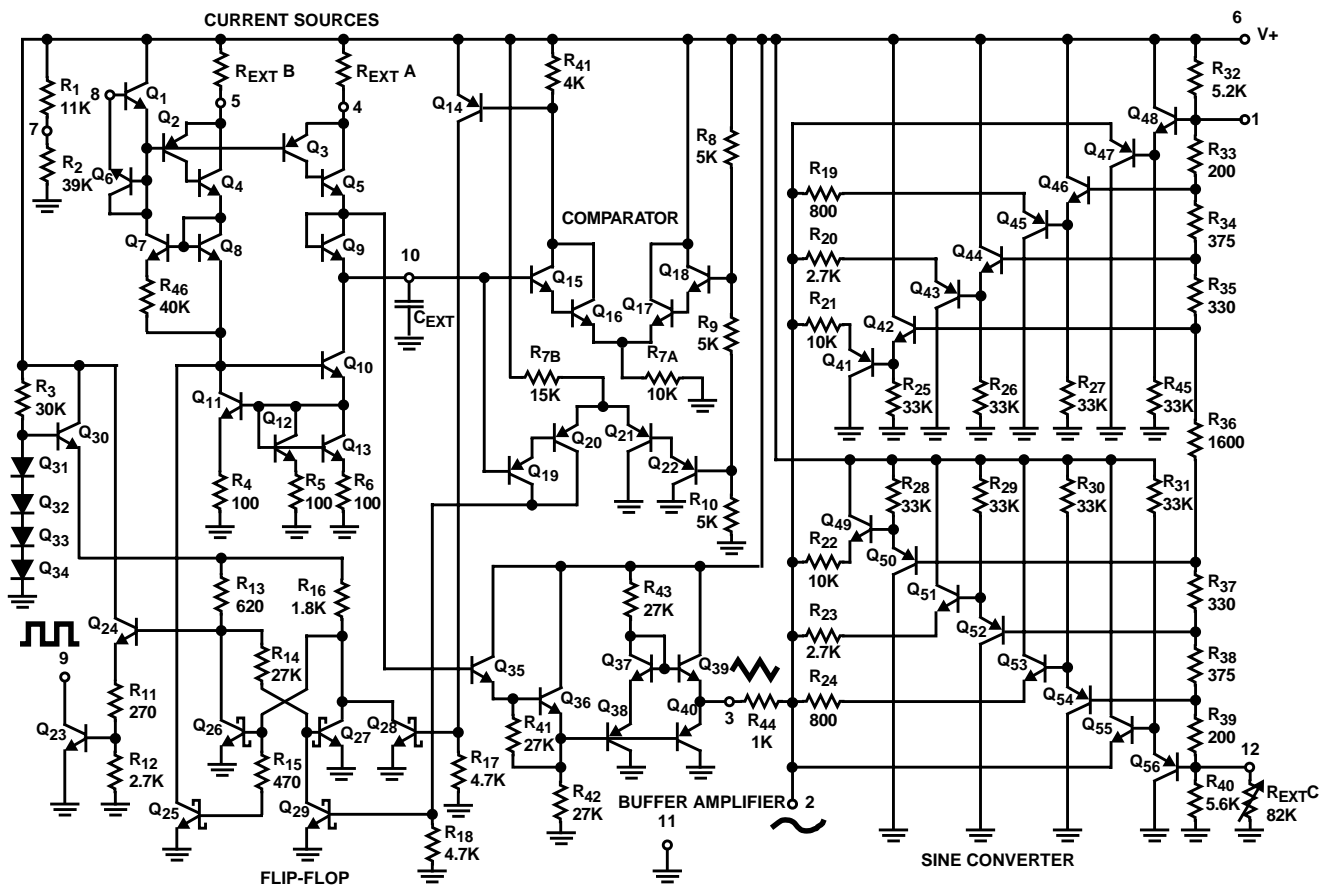 CURRENT SOURCES
6
V+
R1
11K
8
7
R2
39K
Q1
Q2
Q6
REXT B
5
REXT A
4
Q3
Q4
Q5
Q7
Q8
Q9
R46
40K
10
CEXT
Q14
R41
4K
COMPARATOR
Q15
Q16
Q17
Q18
R8
5K
R9
5K
R7B
15K
R7A
10K
Q19
Q20
Q21
Q22
R10
5K
R3
30K
Q30
Q31
Q32
Q33
Q34
Q10
Q11
Q12
Q13
R4
100
R5
100
R6
100
R19
800
R20
2.7K
R21
10K
Q41
Q42
Q43
Q44
Q45
Q46
Q47
Q48
R25
33K
R26
33K
R27
33K
R45
33K
R32
5.2K
1
R33
200
R34
375
R35
330
R36
1600
R28
33K
R29
33K
R30
33K
R31
33K
Q49
R22
10K
Q50
Q51
R23
2.7K
Q52
Q53
R24
800
Q54
Q55
Q56
R37
330
R38
375
R39
200
12
R40
5.6K
REXTC
82K
R13
620
R16
1.8K
Q24
9
Q23
R11
270
R12
2.7K
R14
27K
Q26
Q27
Q28
R15
470
Q25
Q29
R17
4.7K
R18
4.7K
Q35
Q36
R41
27K
R42
27K
R43
27K
Q37
Q38
Q39
Q40
3
R44
1K
BUFFER AMPLIFIER
2
11
FLIP-FLOP
SINE CONVERTER